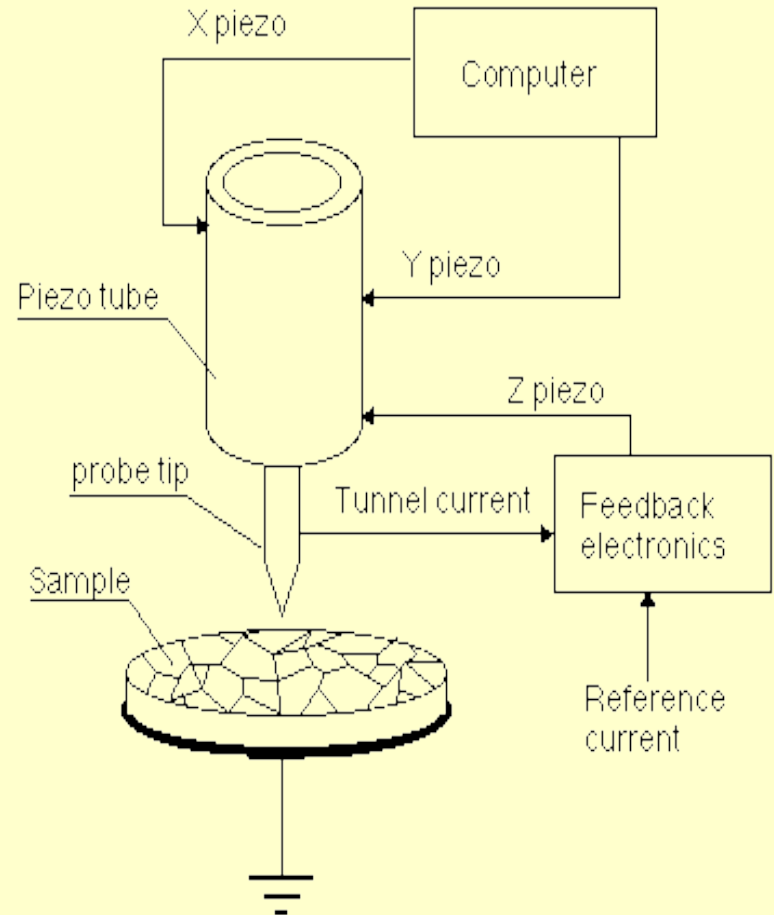 X piezo
Computer
Y piezo
Piezo tube
Z piezo
probe tip
Tunnel current
Feedback
electronics
Sample
Reference
current